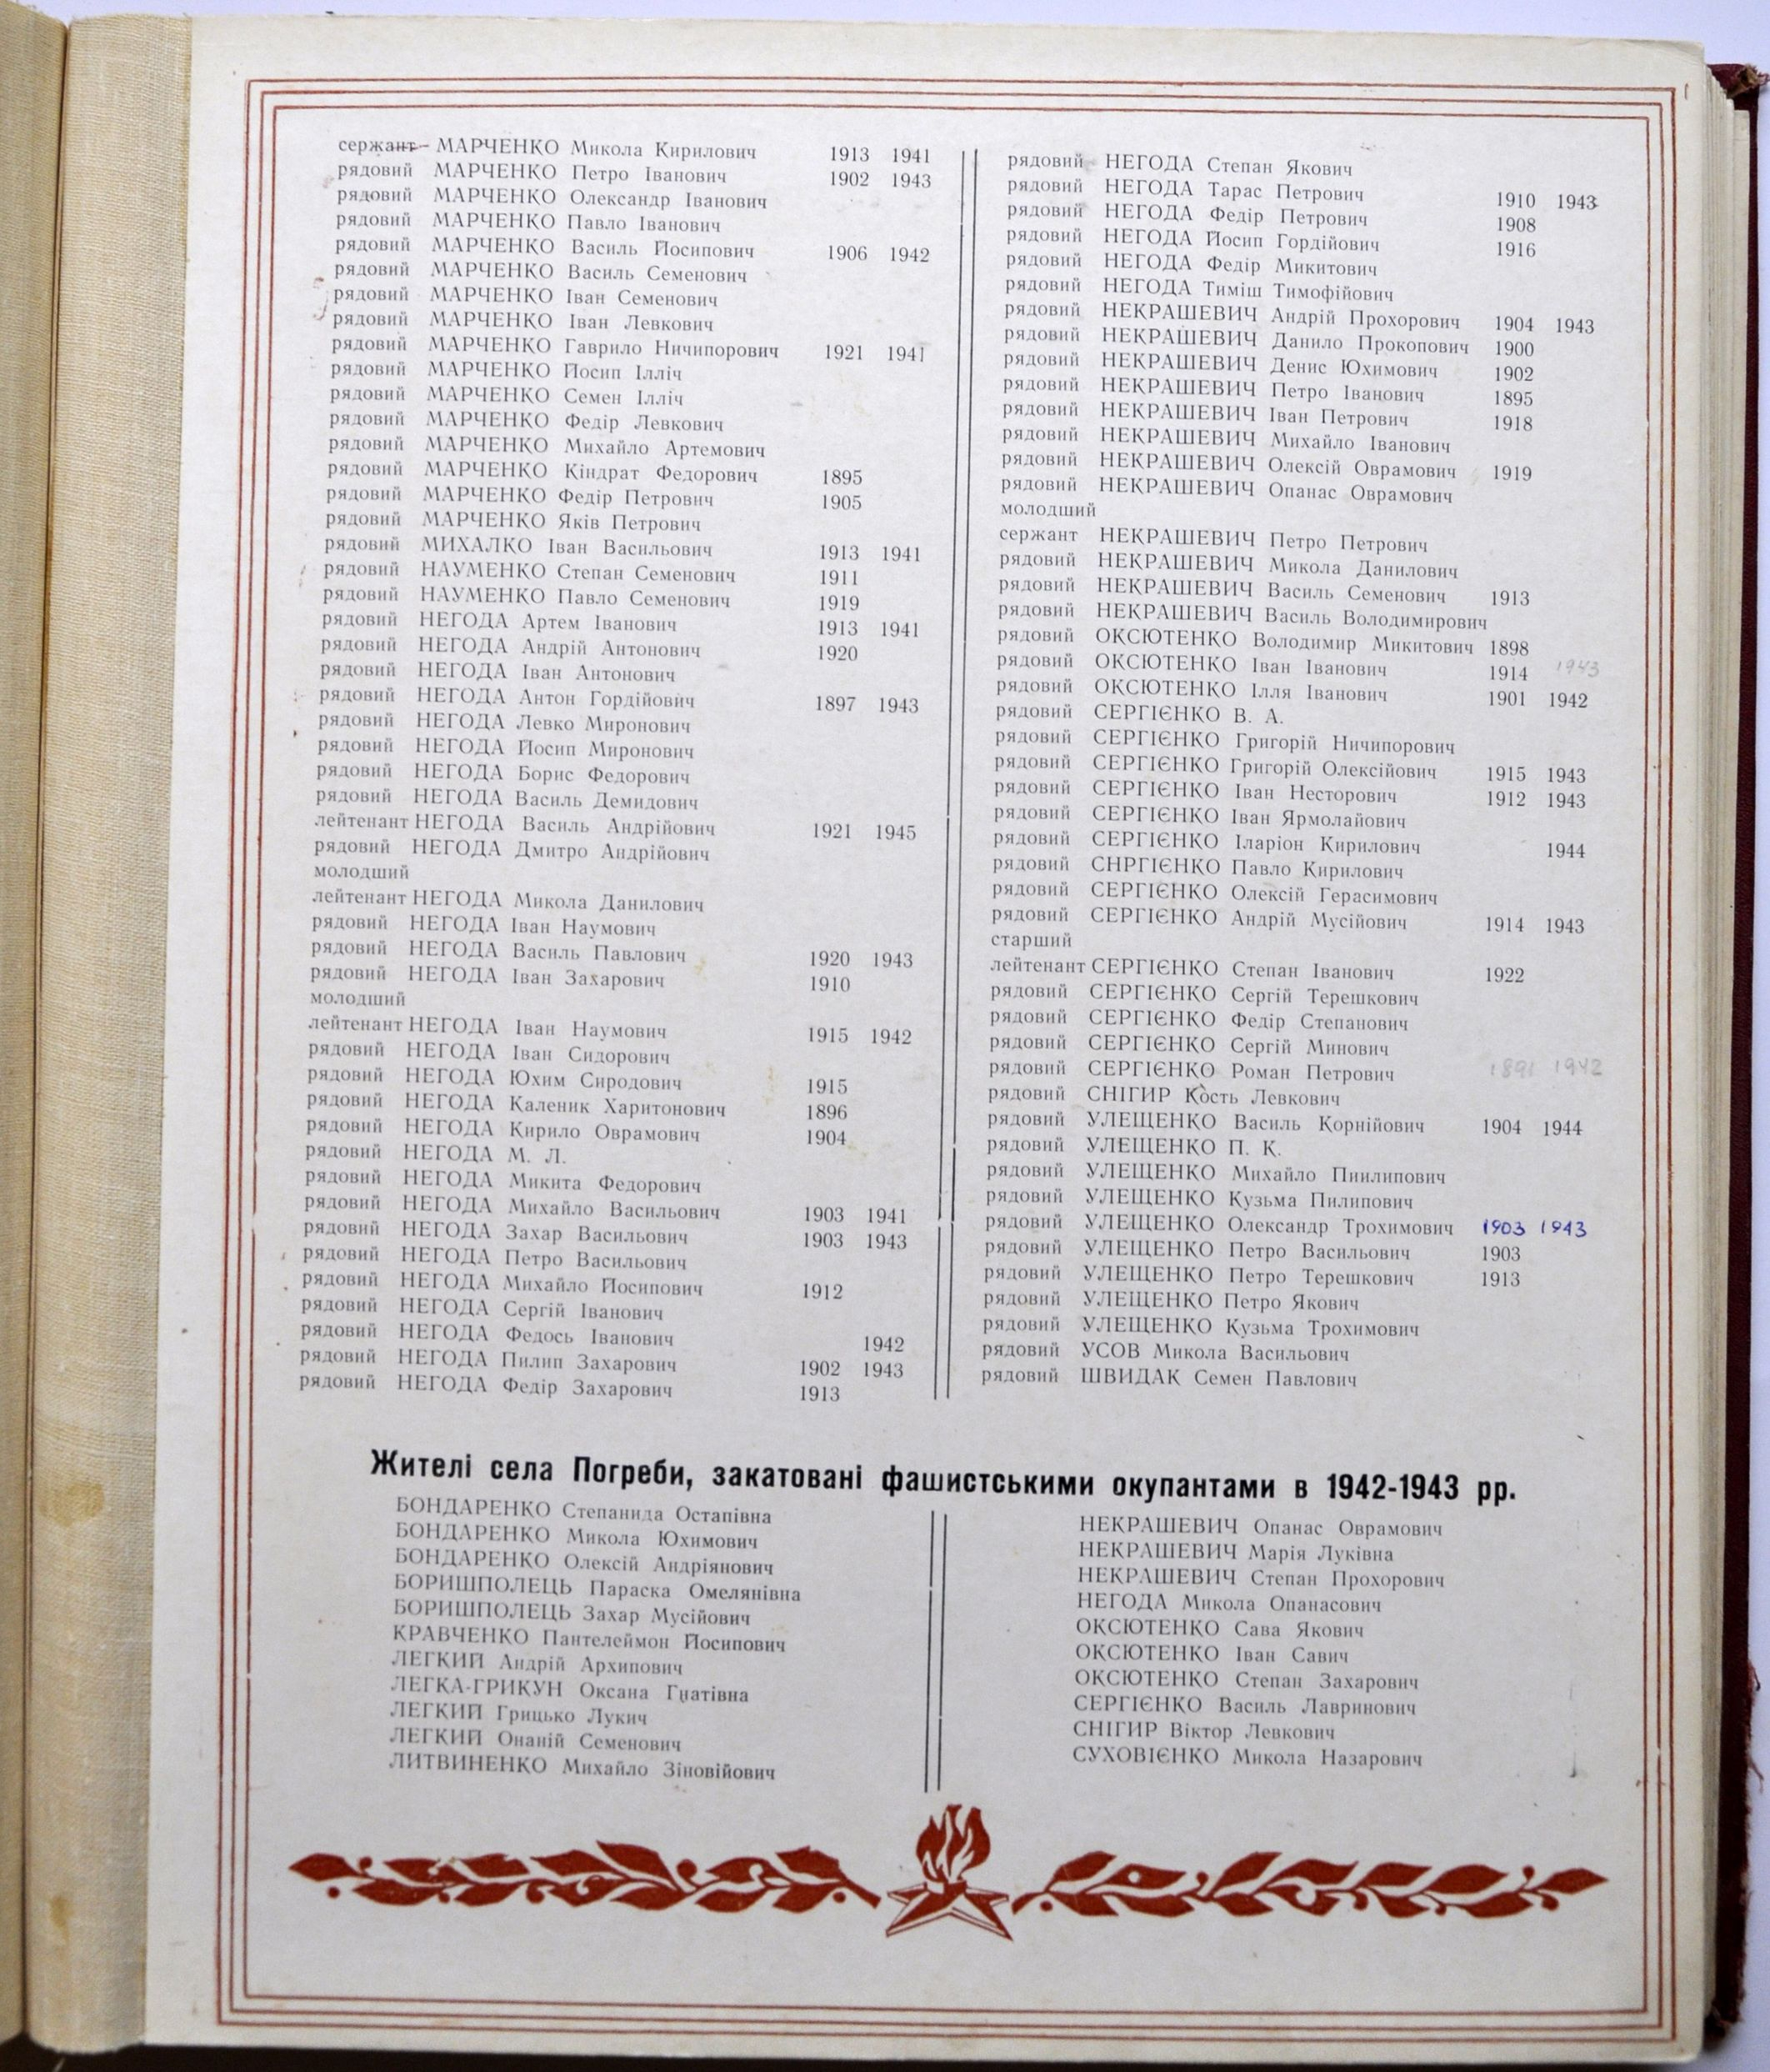 сержант МАРЧЕНКО Микола Кирилович 1913 1941
рядовий МАРЧЕНКО Петро Іванович 1902 1943
рядовий МАРЧЕНКО Олександр Іванович
рядовий МАРЧЕНКО Павло Іванович
рядовий МАРЧЕНКО Василь Йосипович 1906 1942
рядовий МАРЧЕНКО Василь Семенович
рядовий МАРЧЕНКО Іван Семенович
рядовий МАРЧЕНКО Іван Левкович
рядовий МАРЧЕНКО Гаврило Ничипорович 1921 1941
рядовий МАРЧЕНКО Йосип Ілліч
рядовий МАРЧЕНКО Семен Ілліч
рядовий МАРЧЕНКО Федір Левкович
рядовий МАРЧЕНКО Михайло Артемович
рядовий МАРЧЕНКО Кіндрат Федорович 1895
рядовий МАРЧЕНКО Федір Петрович 1905
рядовий МАРЧЕНКО Яків Петрович
рядовий МИХАЛКО Іван Васильович 1913 1941
рядовий НАУМЕНКО Степан Семенович 1911
рядовий НАУМЕНКО Павло Семенович 1919
рядовий НЕГОДА Артем Іванович 1913 1941
рядовий НЕГОДА Андрій Антонович 1920
рядовий НЕГОДА Іван Антонович
рядовий НЕГОДА Антон Гордійович 1897 1943
рядовий НЕГОДА Левко Миронович
рядовий НЕГОДА Йосип Миронович
рядовий НЕГОДА Борис Федорович
рядовий НЕГОДА Василь Демидович
лейтенант НЕГОДА Василь Андрійович 1921 1945
рядовий НЕГОДА Дмитро Андрійович
молодший
лейтенант НЕГОДА Микола Данилович
рядовий НЕГОДА Іван Наумович
рядовий НЕГОДА Василь Павлович 1920 1943
рядовий НЕГОДА Іван Захарович 1910
молодший
лейтенант НЕГОДА Іван Наумович 1915 1942
рядовий НЕГОДА Іван Сидорович
рядовий НЕГОДА Юхим Сиродович 1915
рядовий НЕГОДА Каленик Харитонович 1896
рядовий НЕГОДА Кирило Оврамович 1904
рядовий НЕГОДА М. Л.
рядовий НЕГОДА Микита Федорович
рядовий НЕГОДА Михайло Васильович 1903 1941
рядовий НЕГОДА Захар Васильович 1903 1943
рядовий НЕГОДА Петро Васильович
рядовий НЕГОДА Михайло Йосипович 1912
рядовий НЕГОДА Сергій Іванович
рядовий НЕГОДА Федось Іванович 1942
рядовий НЕГОДА Пилип Захарович 1902 1943
рядовий НЕГОДА Федір Захарович 1913
рядовий НЕГОДА Степан Якович
рядовий НЕГОДА Тарас Петрович 1910 1943
рядовий НЕГОДА Федір Петрович 1908
рядовий НЕГОДА Йосип Гордійович 1916
рядовий НЕГОДА Федір Микитович
рядовий НЕГОДА Тиміш Тимофійович
рядовий НЕКРАШЕВИЧ Андрій Прохорович 1904 1943
рядовий НЕКРАШЕВИЧ Данило Прокопович 1900
рядовий НЕКРАШЕВИЧ Денис Юхимович 1902
рядовий НЕКРАШЕВИЧ Петро Іванович 1895
рядовий НЕКРАШЕВИЧ Іван Петрович 1918
рядовий НЕКРАШЕВИЧ Михайло Іванович
рядовий НЕКРАШЕВИЧ Олексій Оврамович 1919
рядовий НЕКРАШЕВИЧ Опанас Оврамович
молодший
сержант НЕКРАШЕВИЧ Петро Петрович
рядовий НЕКРАШЕВИЧ Микола Данилович
рядовий НЕКРАШЕВИЧ Василь Семенович 1913
рядовий НЕКРАШЕВИЧ Василь Володимирович
рядовий ОКСЮТЕНКО Володимир Микитович 1898
рядовий ОКСЮТЕНКО Іван Іванович 1914 1943
рядовий ОКСЮТЕНКО Ілля Іванович 1901 1942
рядовий СЕРГІЄНКО В. А.
рядовий СЕРГІЄНКО Григорій Ничипорович
рядовий СЕРГІЄНКО Григорій Олексійович 1915 1943
рядовий СЕРГІЄНКО Іван Несторович 1912 1943
рядовий СЕРГІЄНКО Іван Ярмолайович
рядовий СЕРГІЄНКО Іларіон Кирилович 1944
рядовий СНРГІЄНКО Павло Кирилович
рядовий СЕРГІЄНКО Олексій Герасимович
рядовий СЕРГІЄНКО Андрій Мусійович 1914 1943
старший
лейтенант СЕРГІЄНКО Степан Іванович 1922
рядовий СЕРГІЄНКО Сергій Терешкович
рядовий СЕРГІЄНКО Федір Степанович
рядовий СЕРГІЄНКО Сергій Минович
рядовий СЕРГІЄНКО Роман Петрович 1891 1942
рядовий СНІГИР Кость Левкович
рядовий УЛЕЩЕНКО Василь Корнійович 1904 1944
рядовий УЛЕЩЕНКО П. К.
рядовий УЛЕЩЕНКО Михайло Пиилипович
рядовий УЛЕЩЕНКО Кузьма Пилипович
рядовий УЛЕЩЕНКО Олександр Трохимович 1903 1943
рядовий УЛЕЩЕНКО Петро Васильович 1903
рядовий УЛЕЩЕНКО Петро Терешкович 1913
рядовий УЛЕЩЕНКО Петро Якович
рядовий УЛЕЩЕНКО Кузьма Трохимович
рядовий УСОВ Микола Васильович
рядовий ШВИДАК Семен Павлович
Жителі села Погреби, закатовані фашистськими окупантами в 1942-1943 рр.
БОНДАРЕНКО Степанида Остапівна
БОНДАРЕНКО Микола Юхимович
БОНДАРЕНКО Олексій Андріянович
БОРИШПОЛЕЦЬ Параска Омелянівна
БОРИШПОЛЕЦЬ Захар Мусійович
КРАВЧЕНКО Пантелеймон Йосипович
ЛЕГКИЙ Андрій Архипович
ЛЕГКА-ГРИКУН Оксана Гнатівна
ЛЕГКИЙ Грицько Лукич
ЛЕГКИЙ Онаній Семенович
ЛИТВИНЕНКО Михайло Зіновійович
НЕКРАШЕВИЧ Опанас Оврамович
НЕКРАШЕВИЧ Марія Луківна
НЕКРАШЕВИЧ Степан Прохорович
НЕГОДА Микола Опанасович
ОКСЮТЕНКО Сава Якович
ОКСЮТЕНКО Іван Савич
ОКСЮТЕНКО Степан Захарович
СЕРГІЄНКО Василь Лавринович
СНІГИР Віктор Левкович
СУХОВІЄНКО Микола Назарович